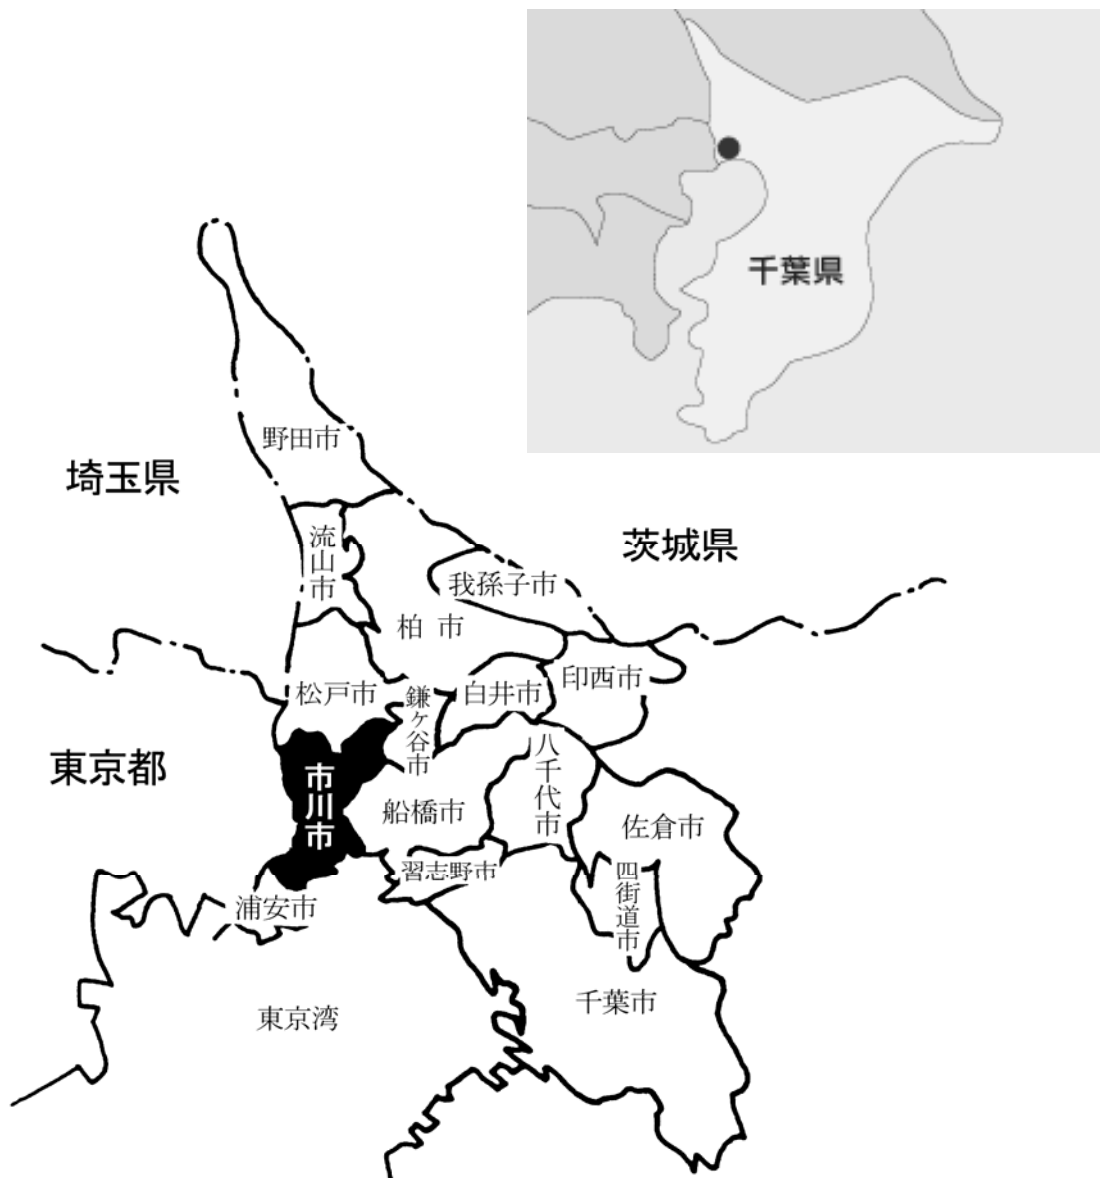 千葉県
野田市
埼玉県
流山市
茨城県
我孫子市
柏市
印西市
白井市
松戸市
鎌ヶ谷市
東京都
市川市
八千代市
船橋市
佐倉市
習志野市
四街道市
浦安市
千葉市
東京湾